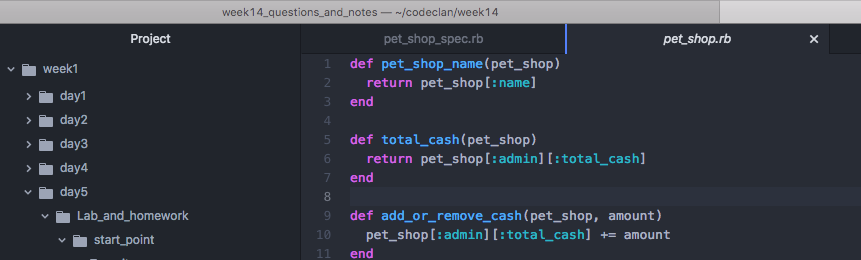 week14_questions_and_notes — ~/codeclan/week14
Project
week1
day1
day2
day3
day4
day5
Lab_and_homework
start_point
pet_shop_spec.rb
pet_shop.rb
1 def pet_shop_name(pet_shop)
2   return pet_shop[:name]
3 end
4
5 def total_cash(pet_shop)
6   return pet_shop[:admin][:total_cash]
7 end
8
9 def add_or_remove_cash(pet_shop, amount)
10   pet_shop[:admin][:total_cash] += amount
11 end